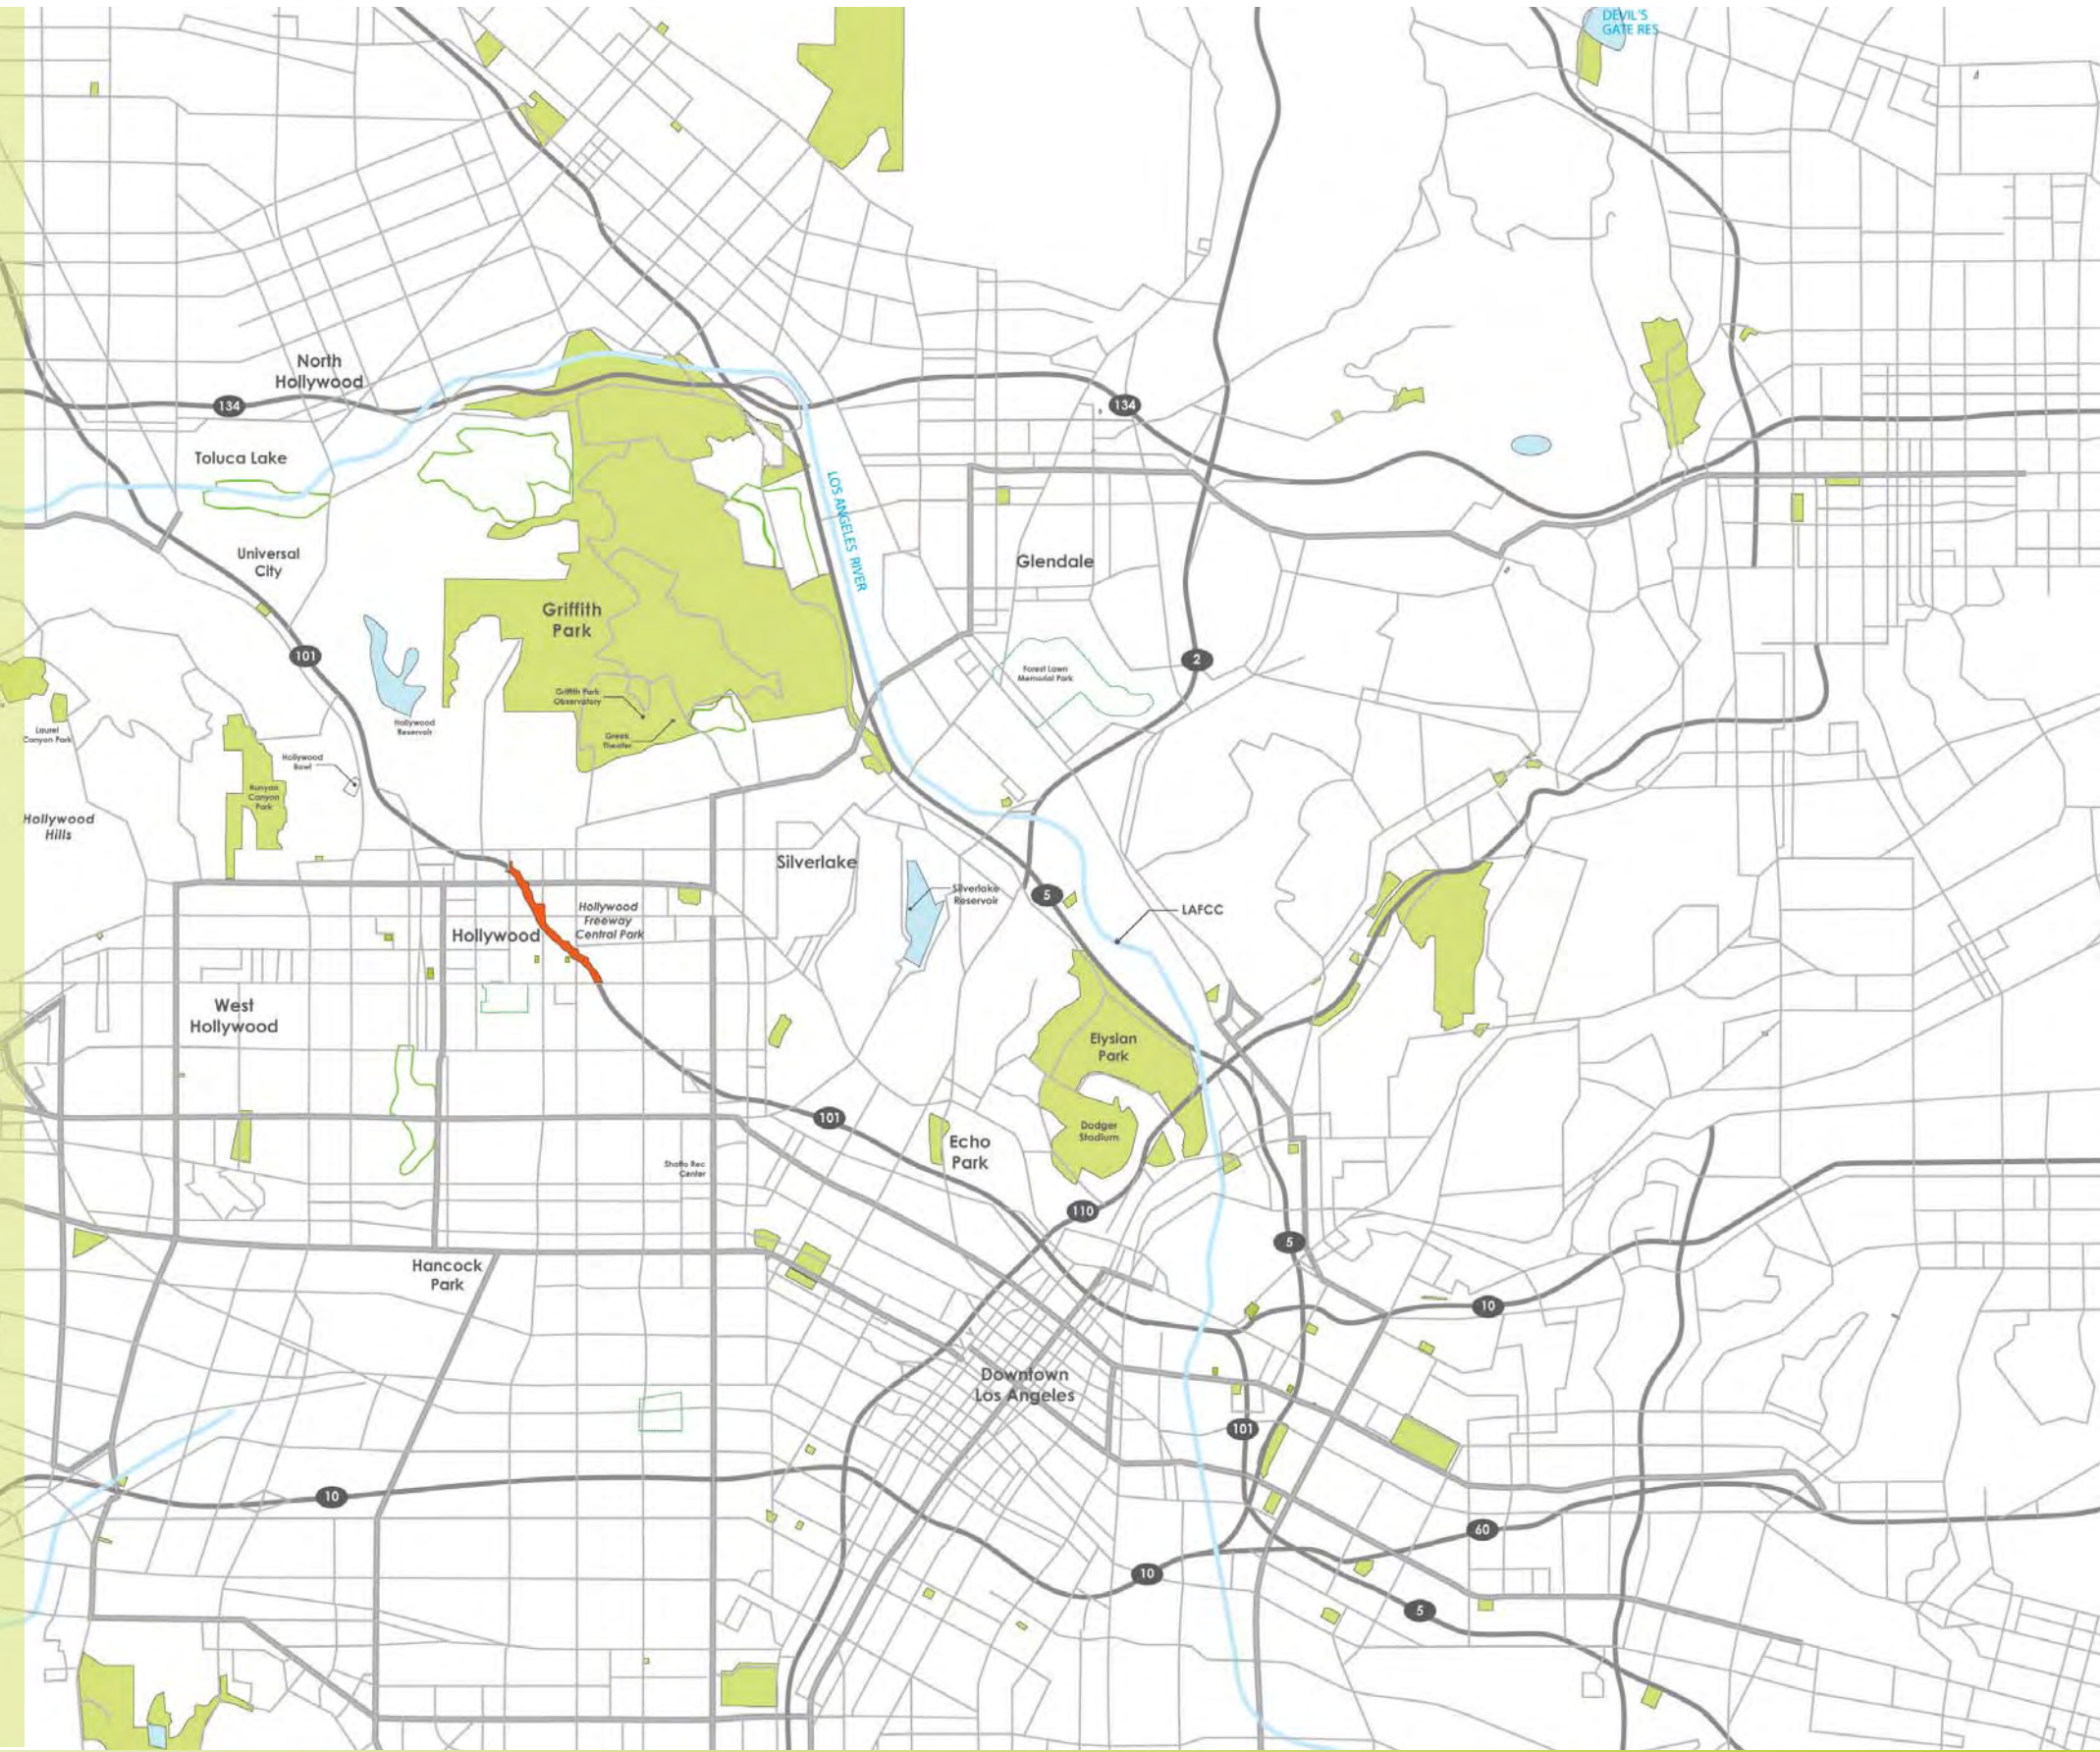 DEVIL'S
GATE RES
North
Hollywood
134
134
Toluca Lake
LOS ANGELES RIVER
Universal
City
Glendale
Griffith
Park
101
2
Forest Lawn
Memorial Park
Griffith Park
Observatory
Hollywood
Reservoir
Laurel
Canyon Park
Greek
Theater
Hollywood
Bowl
Runyon
Canyon
Park
Hollywood
Hills
Silverlake
Silverlake
Reservoir
5
Hollywood
Freeway
Central Park
LAFCC
Hollywood
West
Hollywood
Elysian
Park
101
Dodger
Stadium
Echo
Park
Shatto Rec
Center
110
5
Hancock
Park
10
Downtown
Los Angeles
101
10
60
10
5